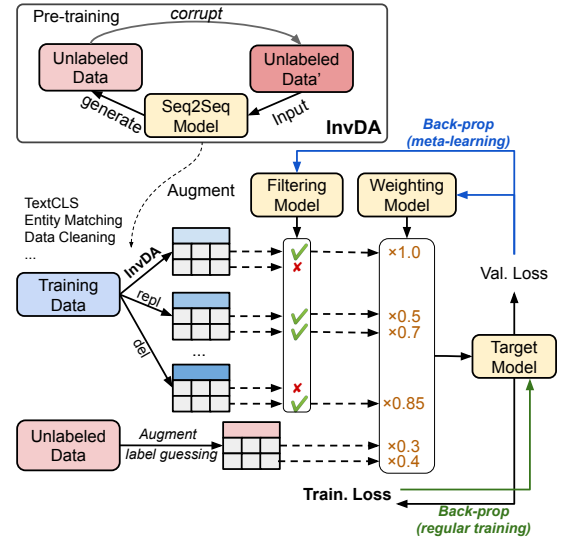 Pre-training
corrupt
Unlabeled
Data
Unlabeled
Data'
generate
Seq2Seq
Model
Input
InvDA
Back-prop
(meta-learning)
Augment
Filtering
Model
Weighting
Model
TextCLS
Entity Matching
Data Cleaning
...
InvDA
✔
×1.0
✘
Val. Loss
Training
Data
repl
✔
×0.5
✔
×0.7
...
del
Target
Model
✘
✔
×0.85
Unlabeled
Data
Augment
label guessing
×0.3
×0.4
Train. Loss
Back-prop
(regular training)